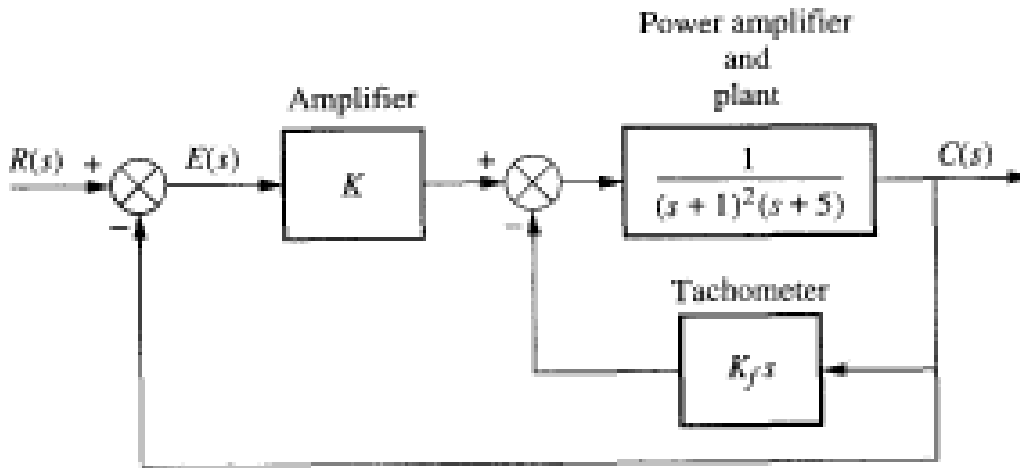 Power amplifier
and
plant
Amplifier
R(s) + E(s) K + 1 C(s)
(s + 1)²(s + 5)
− −
Tachometer
K_f s